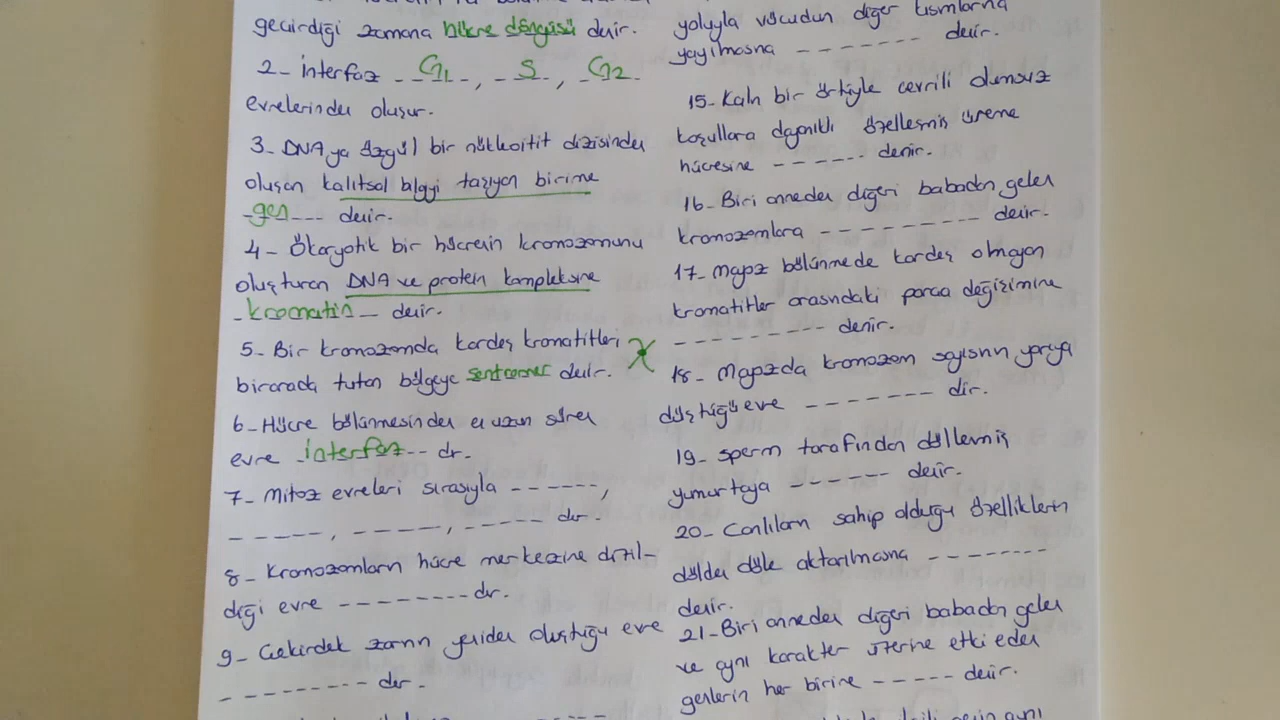 geçirdiği zamana hücre döngüsü denir.
2- interfaz _ G1 _, _ S _, _ G2 _
evrelerinden oluşur.
3- DNA ya özgül bir nükleotit dizisinden
oluşan kalıtsal bilgiyi taşıyan birime
- gen _ _ _ denir.
4- Ökaryotik bir hücrenin kromozomunu
oluşturan DNA ve protein kompleksine
- kromatin _ denir.
5- Bir kromozomda kardeş kromatitleri
birarada tutan bölgeye sentromer denir.
6- Hücre bölünmesinden en uzun süren
evre interfaz - - dır.
7- Mitoz evreleri sırasıyla - - - - - - -,
- - - - - - -, - - - - - -, - - - - - dır.
8- Kromozomların hücre merkezine dizil-
diği evre - - - - - - - - - dır.
9- Çekirdek zarının yeniden oluştuğu evre
- - - - - - - - - dır.
yoluyla vücudun diğer kısımlarına
yayılmasına - - - - - - - denir.
15- Kalın bir örtüyle çevrili olumsuz
koşullara dayanıklı özelleşmiş üreme
hücresine - - - - - - denir.
16- Biri anneden diğeri babadan gelen
kromozomlara - - - - - - - - - - - denir.
17- Mayoz bölünmede kardeş olmayan
kromatitler arasındaki parça değişimine
- - - - - - - - - - denir.
18- Mayozda kromozom sayısının yarıya
düştüğü evre - - - - - - - - dir.
19- sperm tarafından döllenmiş
yumurtaya - - - - - - denir.
20- Canlıların sahip olduğu özelliklerin
dölden döle aktarılmasına - - - - - - - -
denir.
21- Biri anneden diğeri babadan gelen
ve aynı karakter üzerine etki eden
genlerin her birine - - - - - denir.